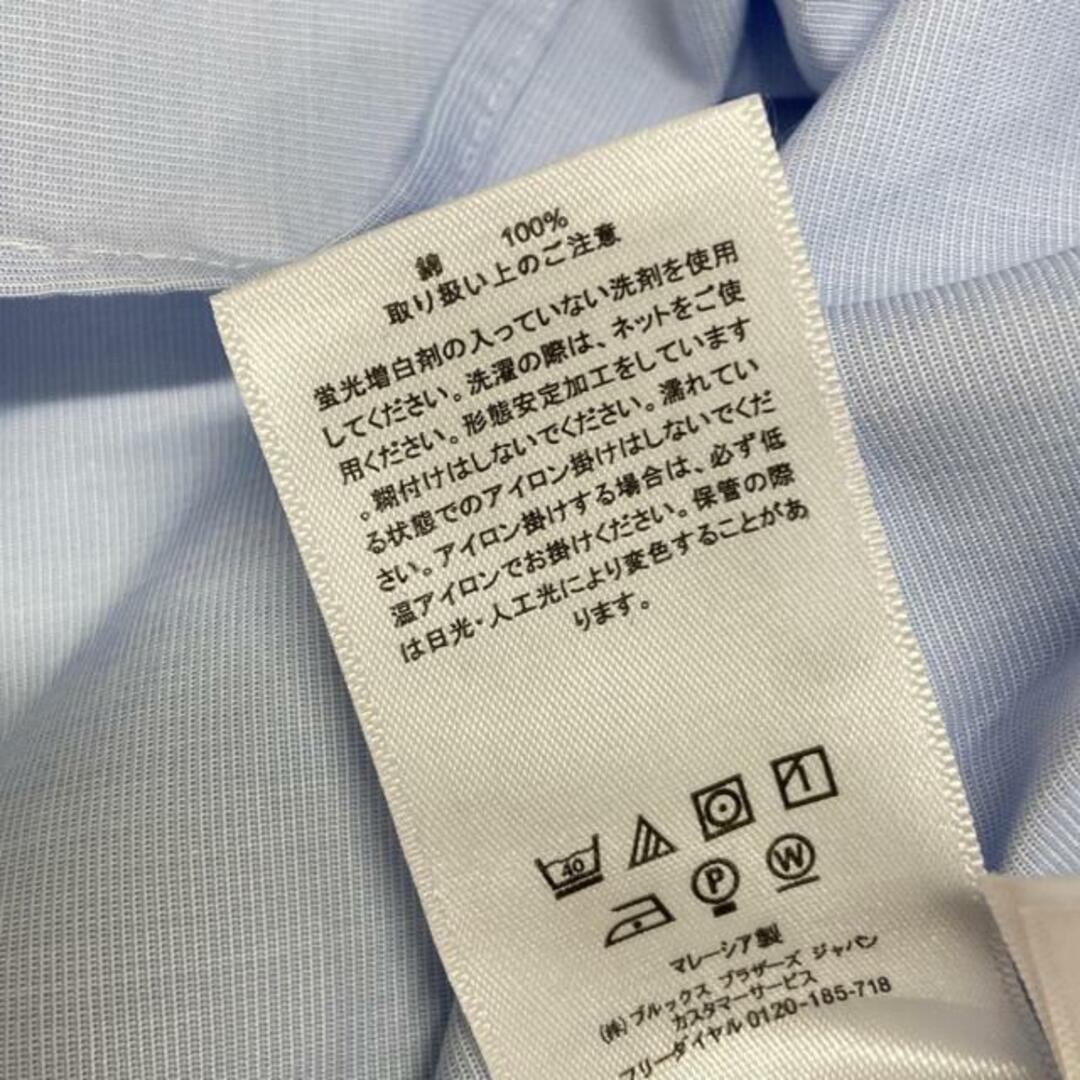 綿 100%
取り扱い上のご注意
蛍光増白剤の入っていない洗剤を使用
してください。洗濯の際は、ネットをご使
用ください。形態安定加工をしています
。糊付けはしないでください。濡れてい
る状態でのアイロン掛けはしないでくだ
さい。アイロン掛けする場合は、必ず低
温アイロンでお掛けください。保管の際
は日光・人工光により変色することがあ
ります。
40
P W
マレーシア製
(株)ブルックス ブラザーズ ジャパン
カスタマーサービス
フリーダイヤル 0120-185-718